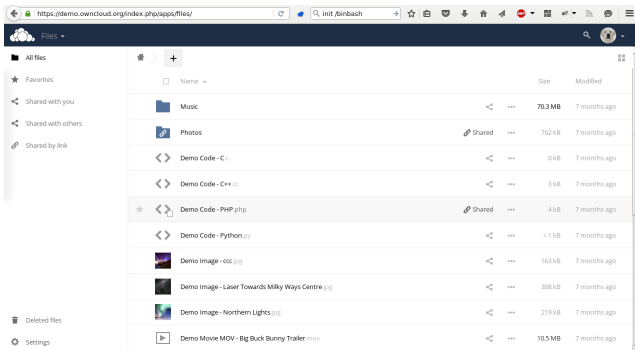 https://demo.owncloud.org/index.php/apps/files/
init /binbash
Files
All files
Favorites
Shared with you
Shared with others
Shared by link
Deleted files
Settings
+
Name Size Modified
Music 70.3 MB 7 months ago
Photos Shared 762 kB 7 months ago
Demo Code - C.c 0 kB 7 months ago
Demo Code - C++.cc 3 kB 7 months ago
Demo Code - PHP.php Shared 4 kB 7 months ago
Demo Code - Python.py < 1 kB 7 months ago
Demo Image - ccc.jpg 163 kB 7 months ago
Demo Image - Laser Towards Milky Ways Centre.jpg 308 kB 7 months ago
Demo Image - Northern Lights.jpg 219 kB 7 months ago
Demo Movie MOV - Big Buck Bunny Trailer.mov 10.5 MB 7 months ago